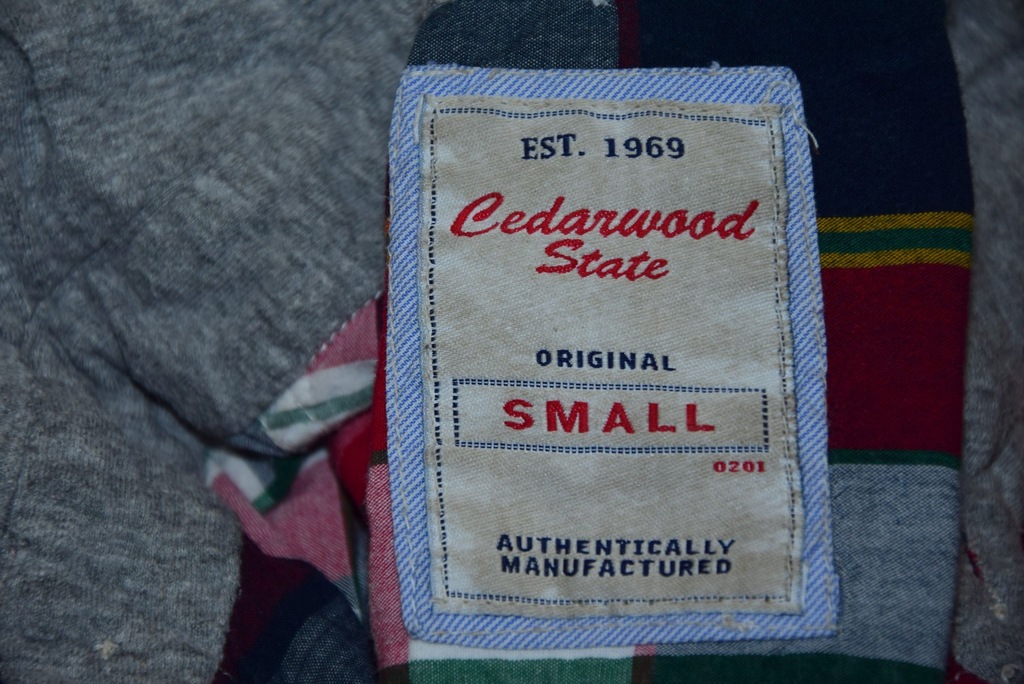 EST. 1969
Cedarwood
State
ORIGINAL
SMALL
0201
AUTHENTICALLY
MANUFACTURED